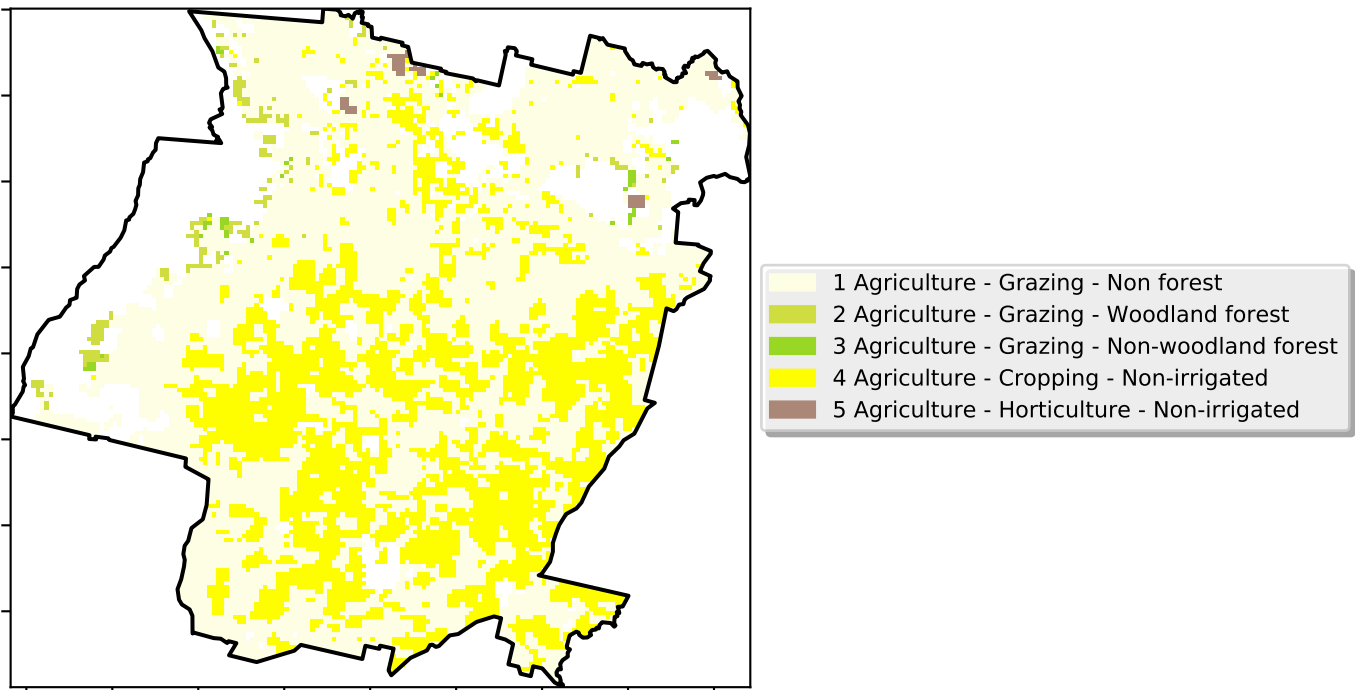 1 Agriculture - Grazing - Non forest
2 Agriculture - Grazing - Woodland forest
3 Agriculture - Grazing - Non-woodland forest
4 Agriculture - Cropping - Non-irrigated
5 Agriculture - Horticulture - Non-irrigated